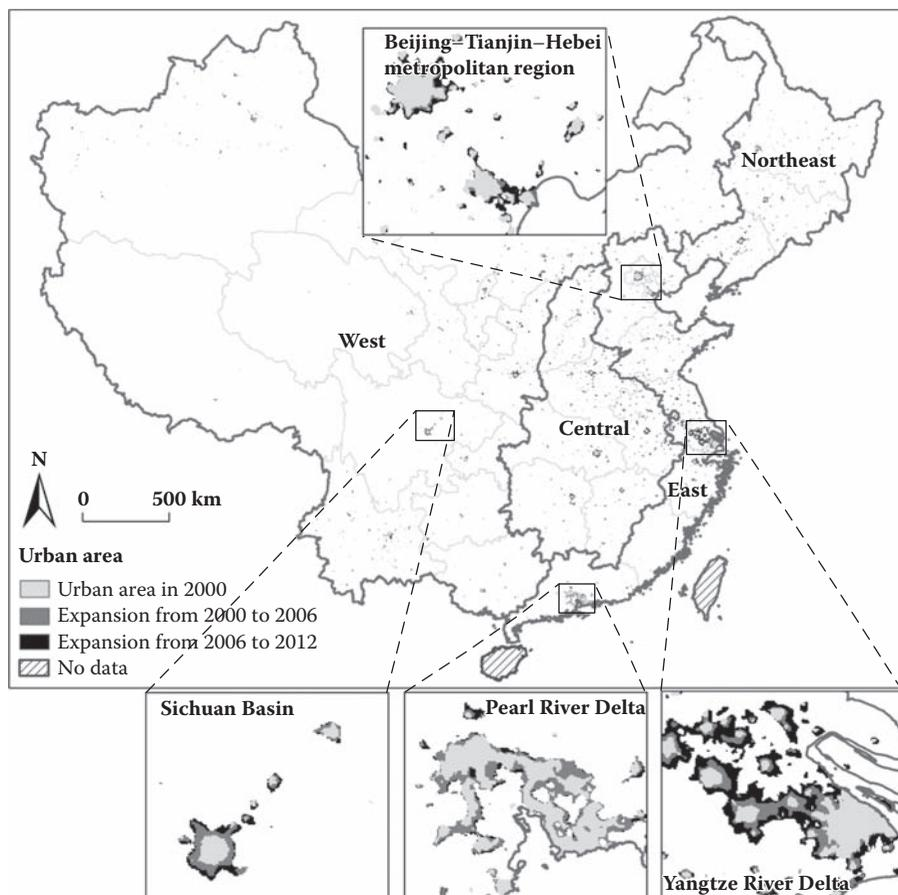 Beijing–Tianjin–Hebei
metropolitan region
Northeast
West
Central
East
N
0 500 km
Urban area
Urban area in 2000
Expansion from 2000 to 2006
Expansion from 2006 to 2012
No data
Sichuan Basin
Pearl River Delta
Yangtze River Delta